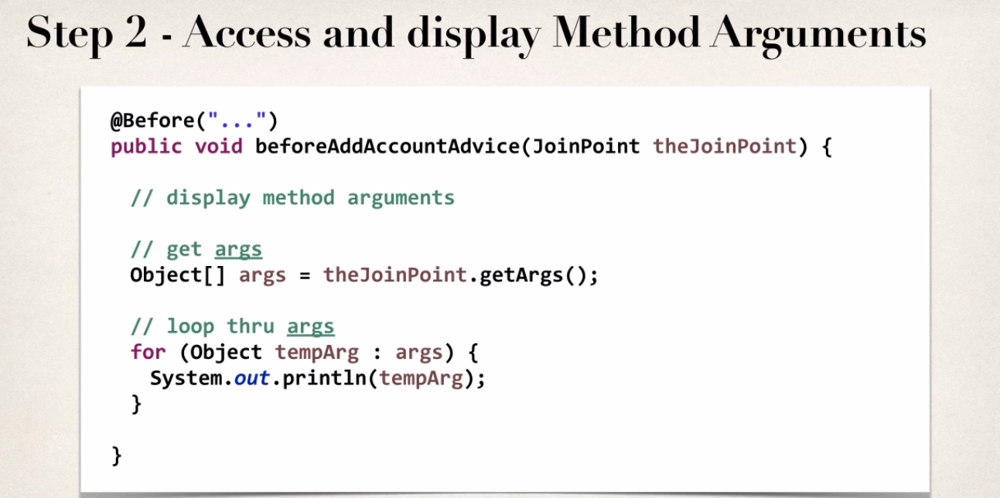 Step 2 - Access and display Method Arguments
@Before("...")
public void beforeAddAccountAdvice(JoinPoint theJoinPoint) {
// display method arguments
// get args
Object[] args = theJoinPoint.getArgs();
// loop thru args
for (Object tempArg : args) {
System.out.println(tempArg);
}
}